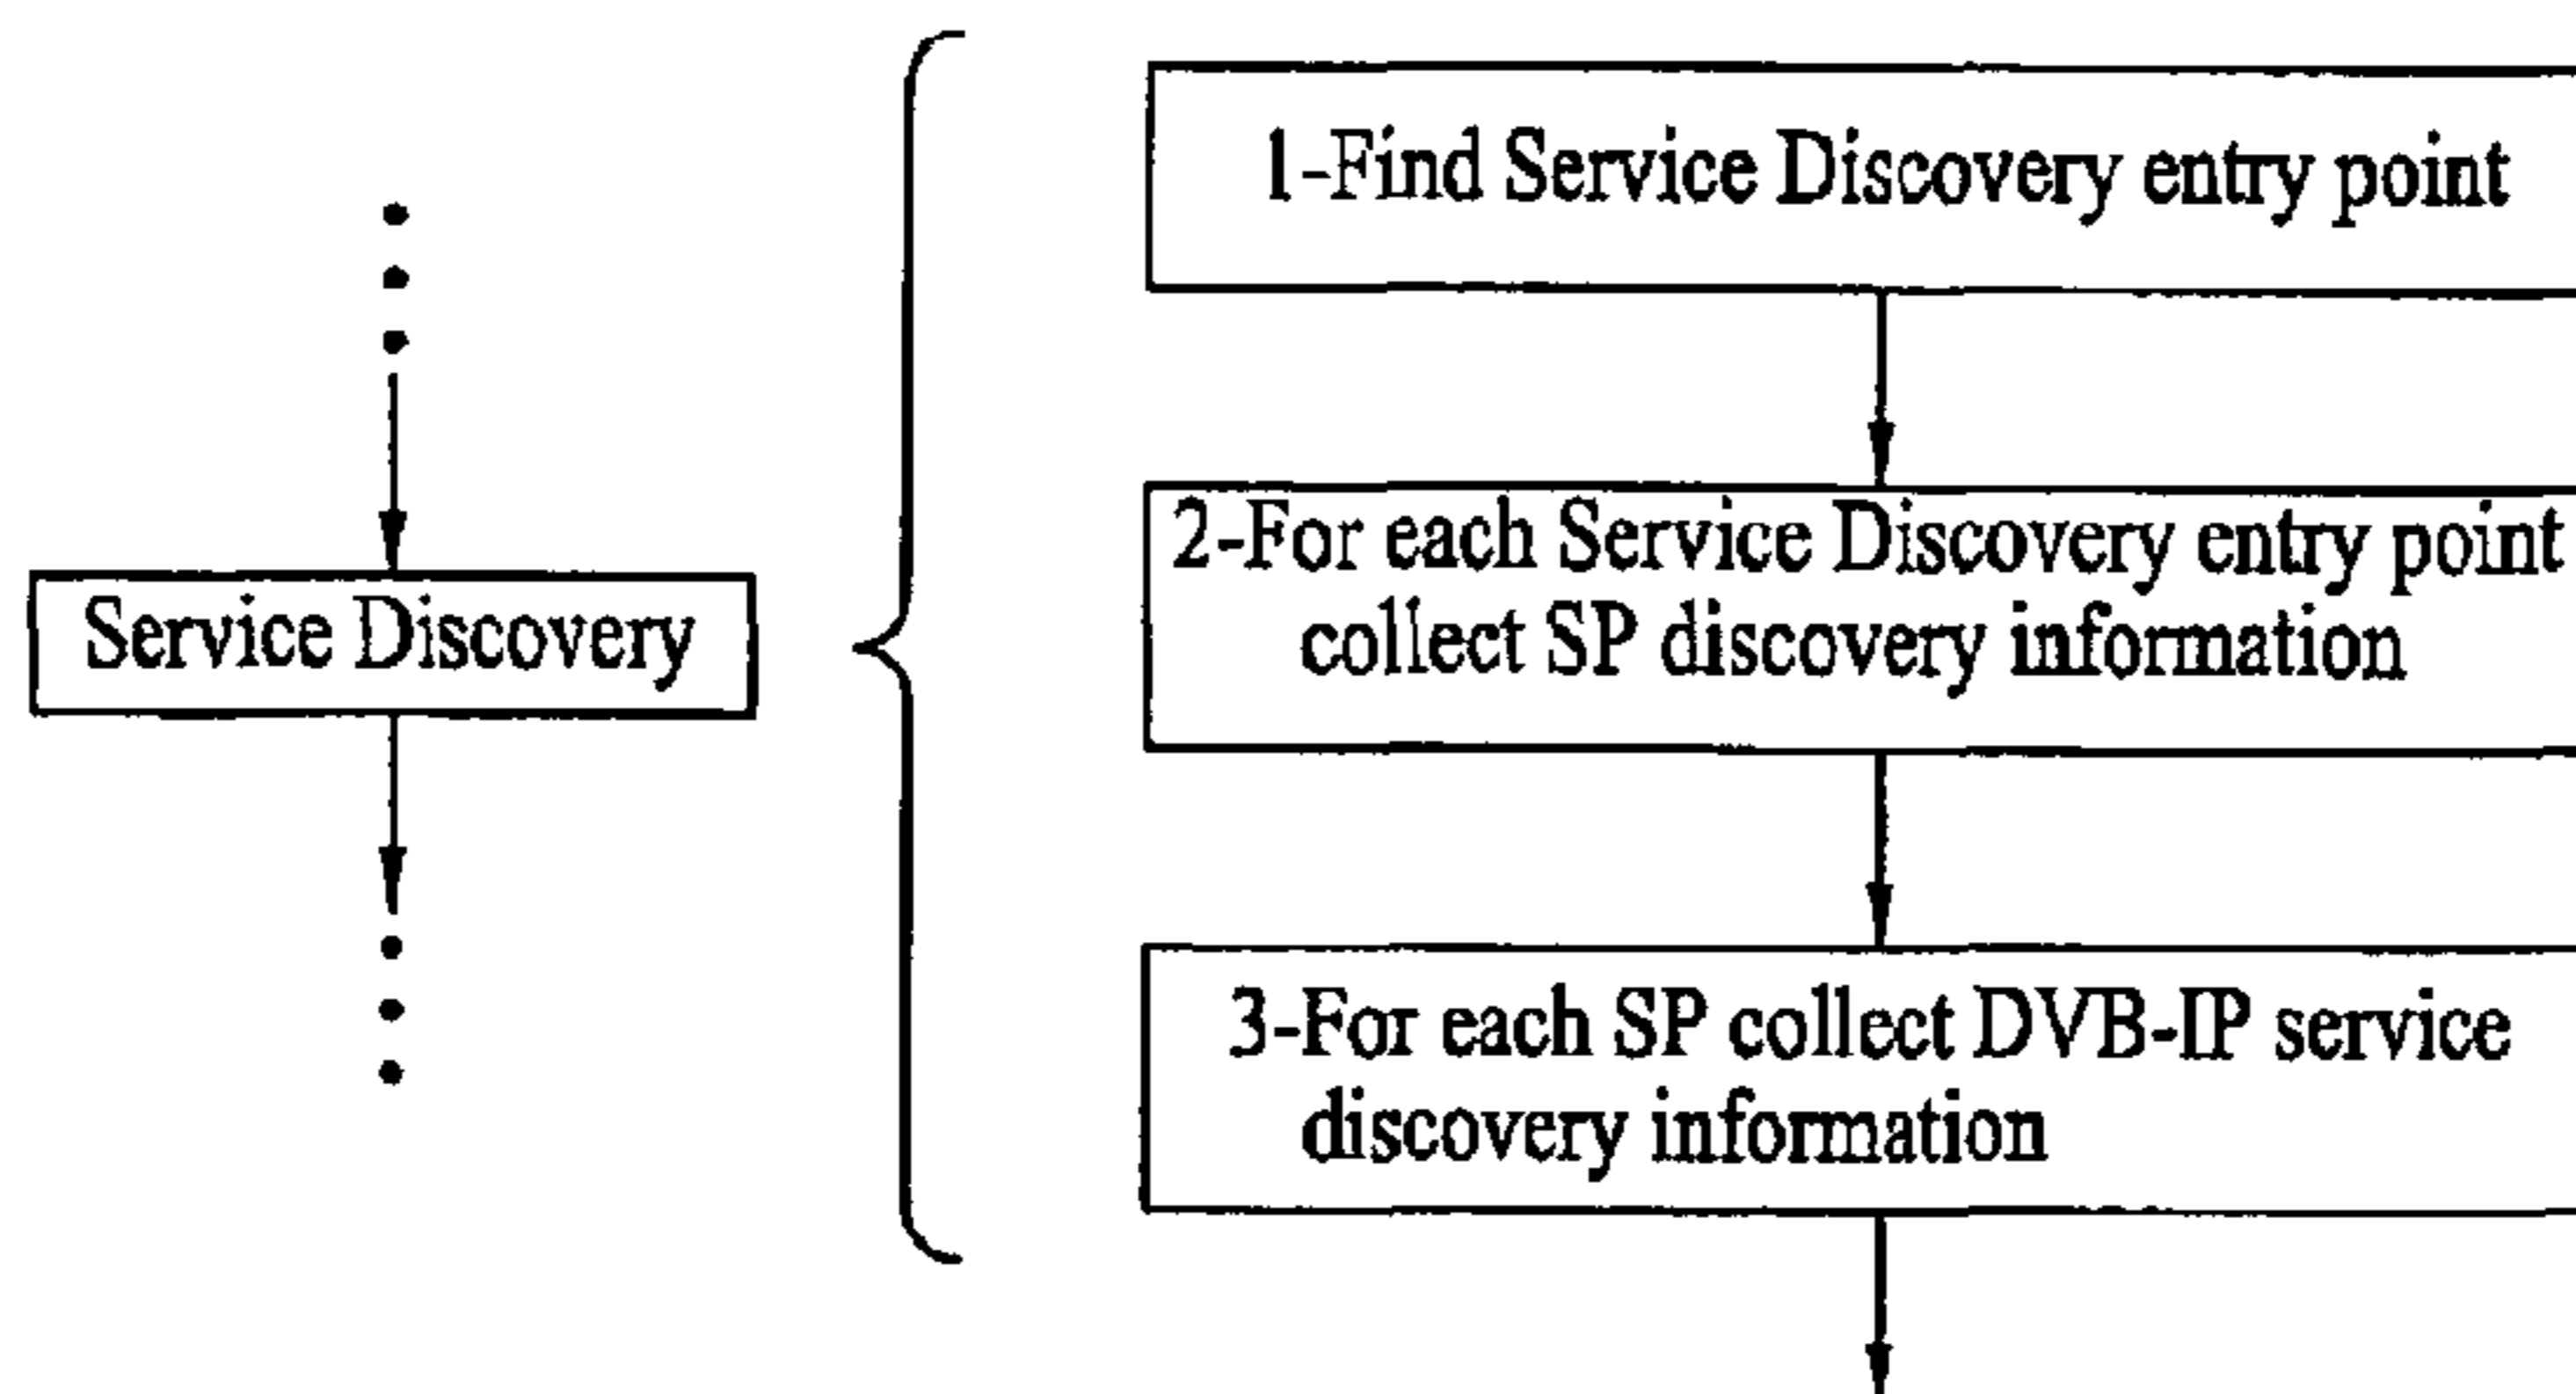 Service Discovery
1-Find Service Discovery entry point
2-For each Service Discovery entry point
collect SP discovery information
3-For each SP collect DVB-IP service
discovery information